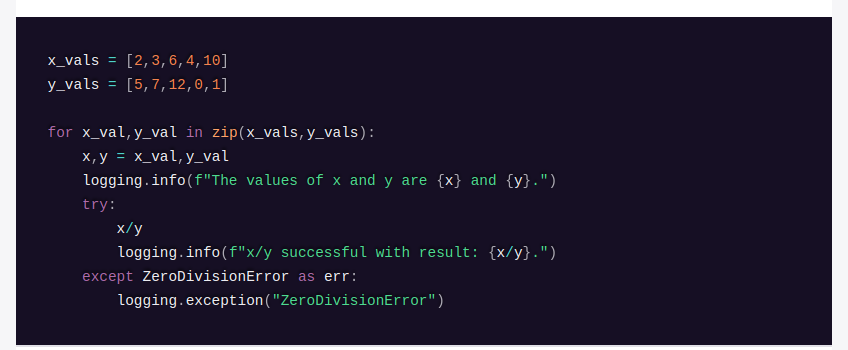 x_vals = [2,3,6,4,10]
y_vals = [5,7,12,0,1]

for x_val,y_val in zip(x_vals,y_vals):
    x,y = x_val,y_val
    logging.info(f"The values of x and y are {x} and {y}.")
    try:
        x/y
        logging.info(f"x/y successful with result: {x/y}.")
    except ZeroDivisionError as err:
        logging.exception("ZeroDivisionError")